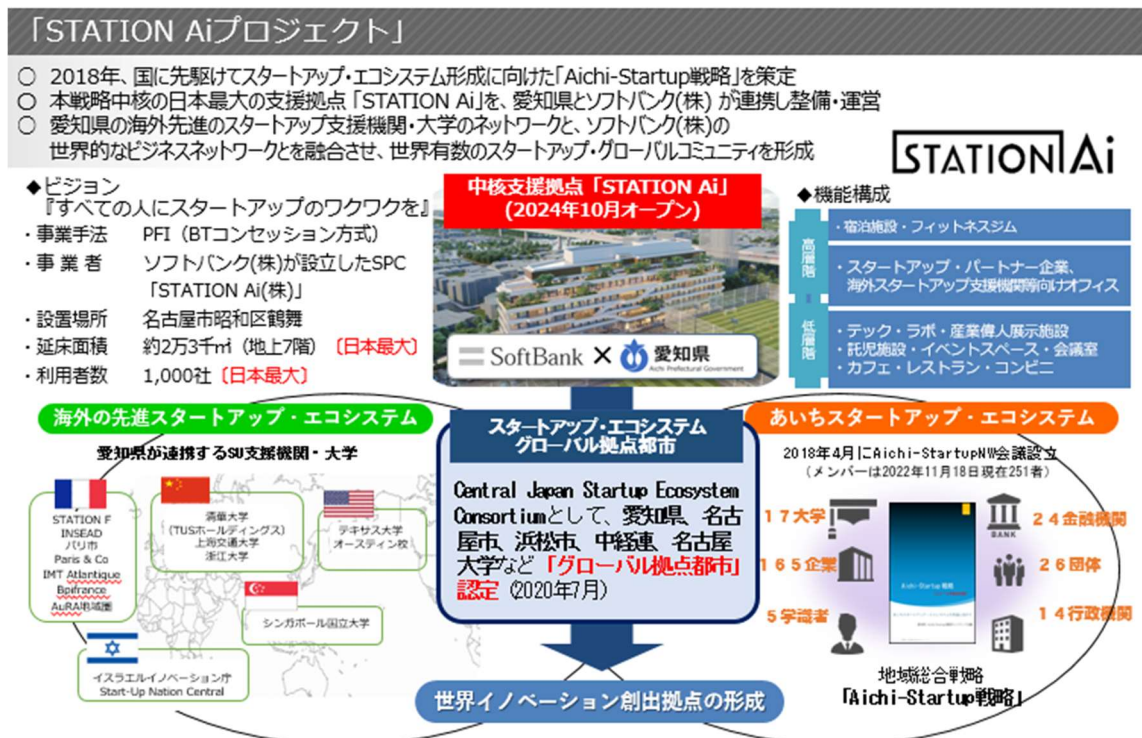 「STATION Aiプロジェクト」
○ 2018年、国に先駆けてスタートアップ・エコシステム形成に向けた「Aichi-Startup戦略」を策定
○ 本戦略中核の日本最大の支援拠点「STATION Ai」を、愛知県とソフトバンク(株) が連携し整備・運営
○ 愛知県の海外先進のスタートアップ支援機関・大学のネットワークと、ソフトバンク(株)の
世界的なビジネスネットワークとを融合させ、世界有数のスタートアップ・グローバルコミュニティを形成
STATION Ai
◆ビジョン
『すべての人にスタートアップのワクワクを』
・事業手法 PFI（BTコンセッション方式）
・事 業 者 ソフトバンク(株)が設立したSPC
「STATION Ai(株)」
・設置場所 名古屋市昭和区鶴舞
・延床面積 約2万3千㎡（地上7階）〔日本最大〕
・利用者数 1,000社〔日本最大〕
中核支援拠点「STATION Ai」
(2024年10月オープン)
SoftBank × 愛知県
Aichi Prefectural Government
◆機能構成
高層階
・宿泊施設・フィットネスジム
・スタートアップ・パートナー企業、
海外スタートアップ支援機関等向けオフィス
低層階
・テック・ラボ・産業偉人展示施設
・託児施設・イベントスペース・会議室
・カフェ・レストラン・コンビニ
海外の先進スタートアップ・エコシステム
愛知県が連携するSU支援機関・大学
STATION F
INSEAD
パリ市
Paris & Co
IMT Atlantique
Bpifrance
AuRA地域圏
清華大学
(TUSホールディングス)
上海交通大学
浙江大学
テキサス大学
オースティン校
シンガポール国立大学
イスラエルイノベーション庁
Start-Up Nation Central
スタートアップ・エコシステム
グローバル拠点都市
Central Japan Startup Ecosystem
Consortiumとして、愛知県、名古
屋市、浜松市、中経連、名古屋
大学など「グローバル拠点都市」
認定（2020年7月）
あいちスタートアップ・エコシステム
2018年4月にAichi-StartupNW会議設立
（メンバーは2022年11月18日現在251者）
17大学
165企業
5学識者
Aichi-Startup戦略
BANK
24金融機関
26団体
14行政機関
地域総合戦略
「Aichi-Startup戦略」
世界イノベーション創出拠点の形成